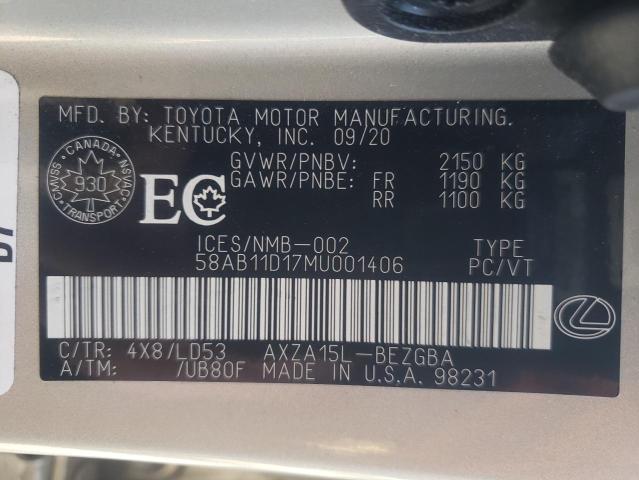 MFD. BY: TOYOTA MOTOR MANUFACTURING.
KENTUCKY, INC. 09/20
GVWR/PNBV: 2150 KG
GAWR/PNBE: FR 1190 KG
RR 1100 KG
CANADA
CMVSS NSVAC
930
TRANSPORT
EC
ICES/NMB-002 TYPE
58AB11D17MU001406 PC/VT
C/TR: 4X8/LD53 AXZA15L-BEZGBA
A/TM: /UB80F MADE IN U.S.A. 98231